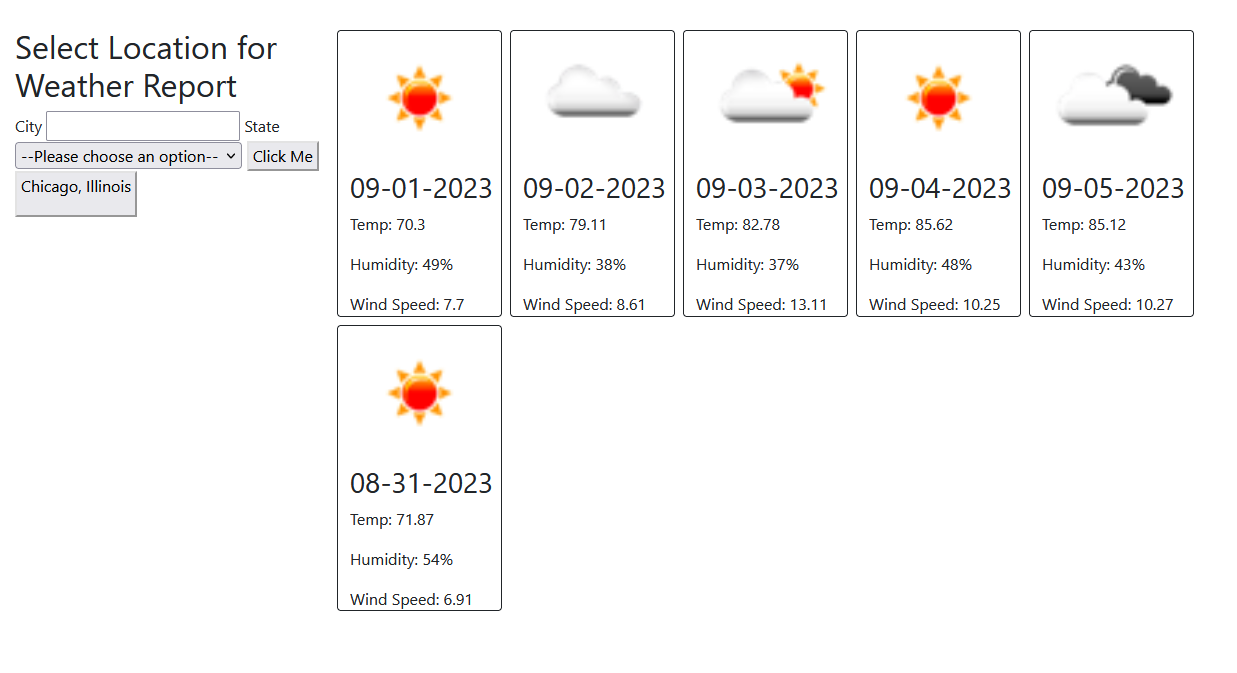 Select Location for
Weather Report
City State
--Please choose an option-- Click Me
Chicago, Illinois
09-01-2023
Temp: 70.3
Humidity: 49%
Wind Speed: 7.7
09-02-2023
Temp: 79.11
Humidity: 38%
Wind Speed: 8.61
09-03-2023
Temp: 82.78
Humidity: 37%
Wind Speed: 13.11
09-04-2023
Temp: 85.62
Humidity: 48%
Wind Speed: 10.25
09-05-2023
Temp: 85.12
Humidity: 43%
Wind Speed: 10.27
08-31-2023
Temp: 71.87
Humidity: 54%
Wind Speed: 6.91